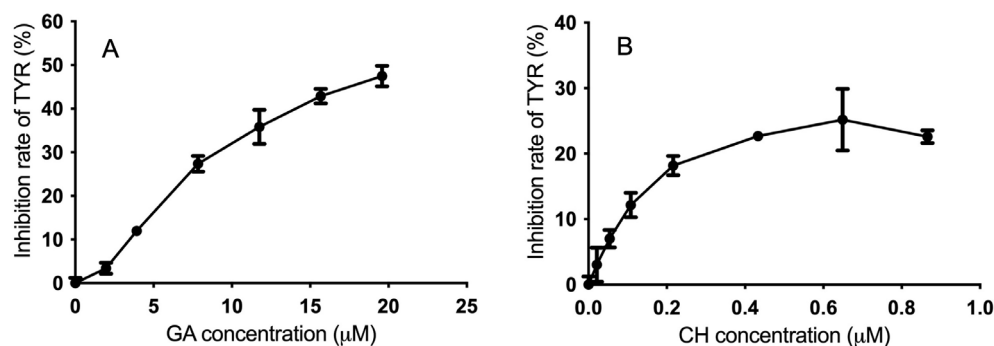 A
Inhibition rate of TYR (%)
60
50
40
30
20
10
0
0 5 10 15 20 25
GA concentration (μM)
B
Inhibition rate of TYR (%)
40
30
20
10
0
0.0 0.2 0.4 0.6 0.8 1.0
CH concentration (μM)